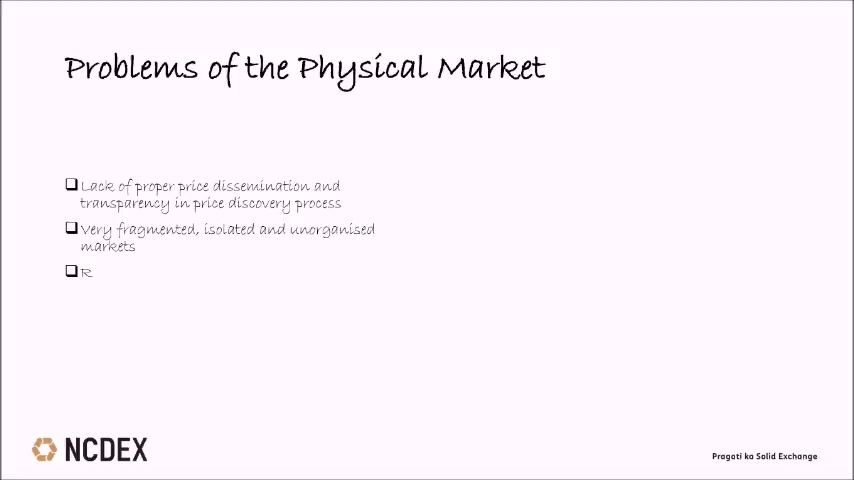 Problems of the Physical Market
Lack of proper price dissemination and
transparency in price discovery process
Very fragmented, isolated and unorganised
markets
R
NCDEX
Pragati ka Solid Exchange